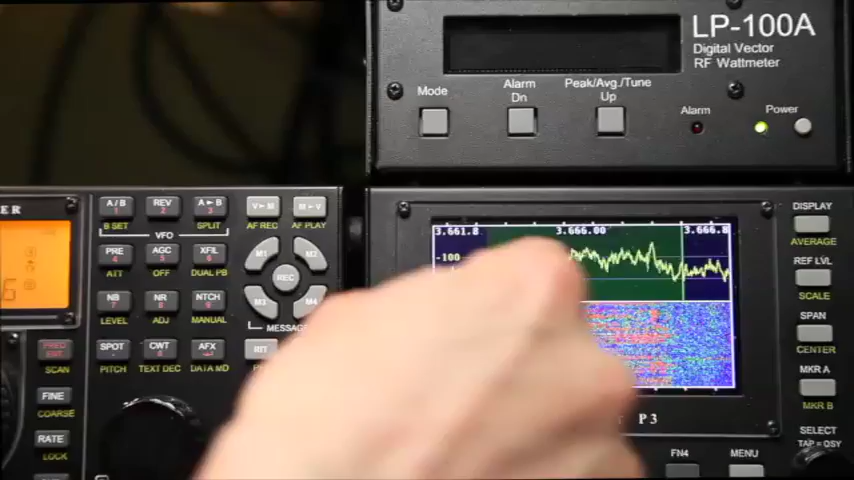 LP-100A
Digital Vector
RF Wattmeter
Mode
Alarm
Dn
Peak/Avg./Tune
Up
Alarm
Power
A/B
REV
A►B
V►M
M►V
1
2
3
B SET
SPLIT
AF REC
AF PLAY
VFO
PRE
AGC
XFIL
M1
M2
4
5
6
ATT
OFF
DUAL PB
REC
NB
NR
NTCH
M3
M4
7
8
9
LEVEL
ADJ
MANUAL
MESSAGE
SPOT
CWT
AFX
RIT
PITCH
TEXT DEC
DATA MD
FREQ
ENT
SCAN
FINE
COARSE
RATE
LOCK
3.661.8
3.666.00
3.666.8
-100
P3
FN4
MENU
DISPLAY
AVERAGE
REF LVL
SCALE
SPAN
CENTER
MKR A
MKR B
SELECT
TAP = QSY